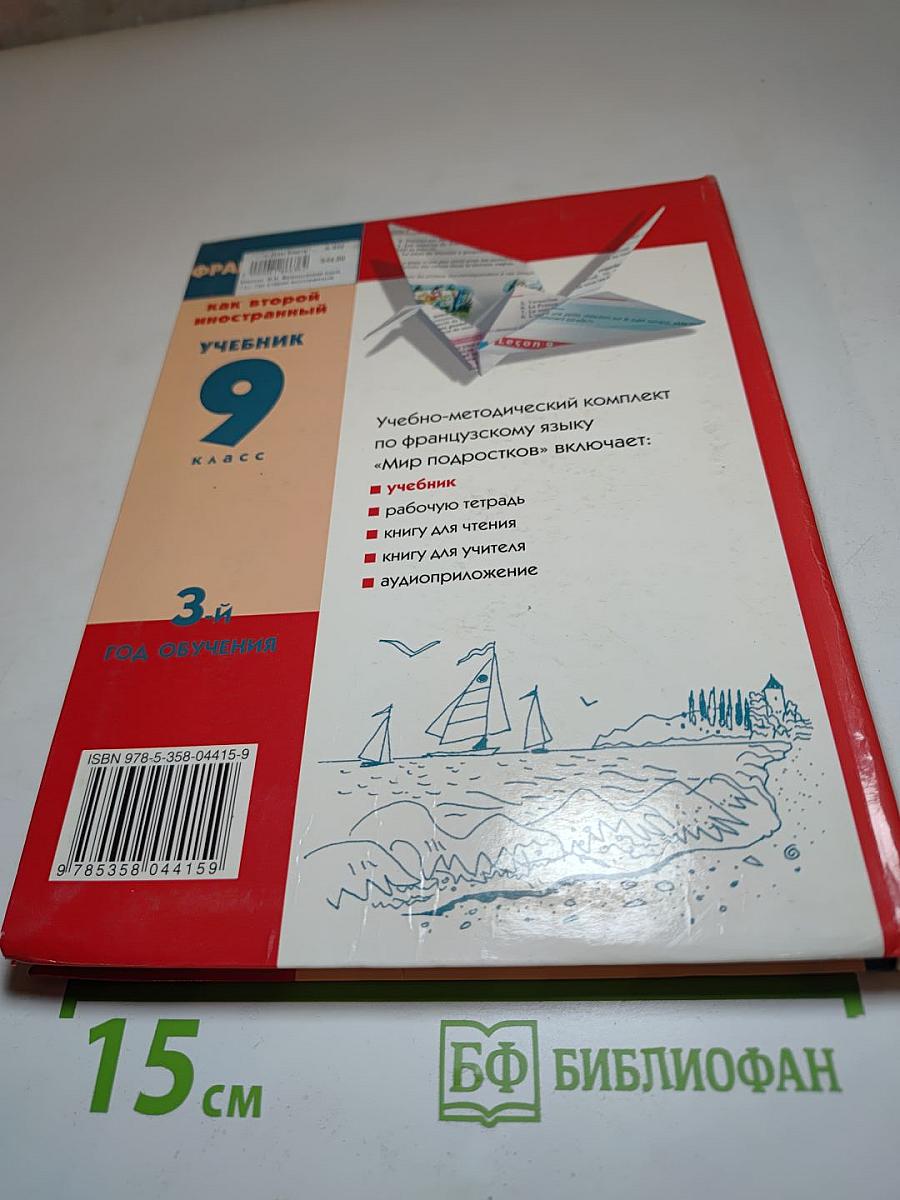 ФРА
как второй
иностранный
УЧЕБНИК
9
класс
3-й
ГОД ОБУЧЕНИЯ
Leçon 9
Учебно-методический комплект
по французскому языку
«Мир подростков» включает:
учебник
рабочую тетрадь
книгу для чтения
книгу для учителя
аудиоприложение
ISBN 978-5-358-04415-9
9 785358 044159
15 см
БФ БИБЛИОФАН